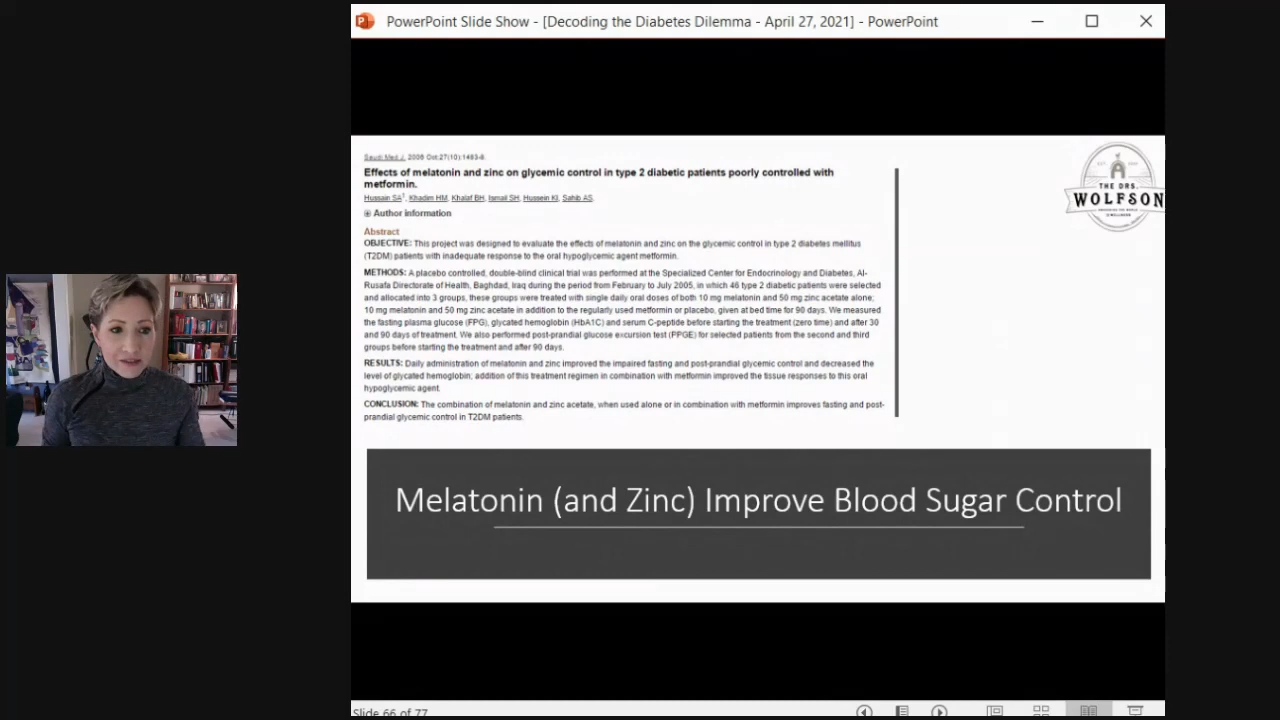 PowerPoint Slide Show - [Decoding the Diabetes Dilemma - April 27, 2021] - PowerPoint
Saudi Med J. 2006 Oct;27(10):1483-8.
Effects of melatonin and zinc on glycemic control in type 2 diabetic patients poorly controlled with
metformin.
Hussain SA1, Khadim HM, Khalaf BH, Ismail SH, Hussein KI, Sahib AS.
Author information
Abstract
OBJECTIVE: This project was designed to evaluate the effects of melatonin and zinc on the glycemic control in type 2 diabetes mellitus
(T2DM) patients with inadequate response to the oral hypoglycemic agent metformin.
METHODS: A placebo controlled, double-blind clinical trial was performed at the Specialized Center for Endocrinology and Diabetes, Al-
Rusafa Directorate of Health, Baghdad, Iraq during the period from February to July 2005, in which 46 type 2 diabetic patients were selected
and allocated into 3 groups, these groups were treated with single daily oral doses of both 10 mg melatonin and 50 mg zinc acetate alone;
10 mg melatonin and 50 mg zinc acetate in addition to the regularly used metformin or placebo, given at bed time for 90 days. We measured
the fasting plasma glucose (FPG), glycated hemoglobin (HbA1C) and serum C-peptide before starting the treatment (zero time) and after 30
and 90 days of treatment. We also performed post-prandial glucose excursion test (PPGE) for selected patients from the second and third
groups before starting the treatment and after 90 days.
RESULTS: Daily administration of melatonin and zinc improved the impaired fasting and post-prandial glycemic control and decreased the
level of glycated hemoglobin; addition of this treatment regimen in combination with metformin improved the tissue responses to this oral
hypoglycemic agent.
CONCLUSION: The combination of melatonin and zinc acetate, when used alone or in combination with metformin improves fasting and post-
prandial glycemic control in T2DM patients.
THE DRS.
WOLFSON
Melatonin (and Zinc) Improve Blood Sugar Control
Slide 66 of 77